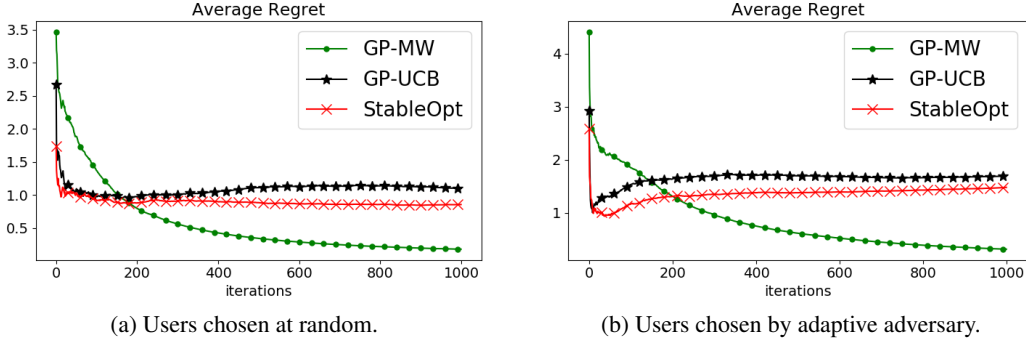 Average Regret
3.5
3.0
2.5
2.0
1.5
1.0
0.5
0
200
400
600
800
1000
iterations
GP-MW
GP-UCB
StableOpt
(a) Users chosen at random.
Average Regret
4
3
2
1
0
200
400
600
800
1000
iterations
GP-MW
GP-UCB
StableOpt
(b) Users chosen by adaptive adversary.